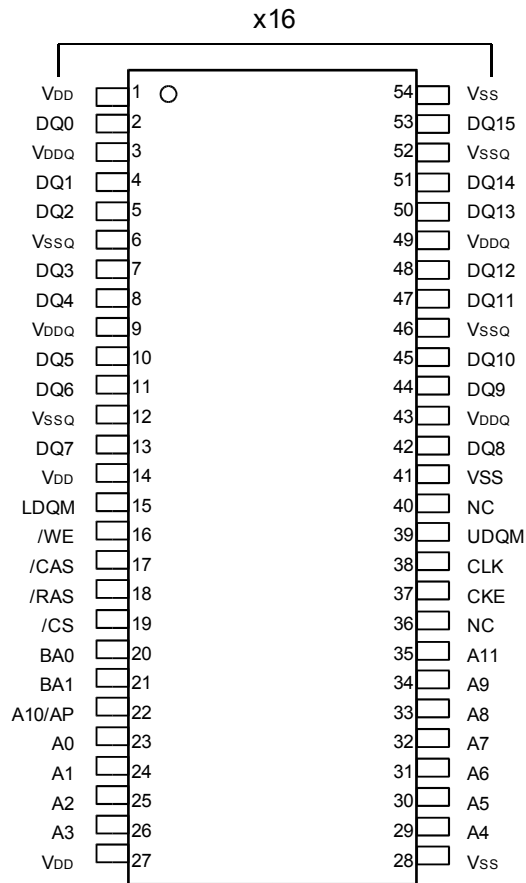 x16
VDD 1 54 VSS
DQ0 2 53 DQ15
VDDQ 3 52 VSSQ
DQ1 4 51 DQ14
DQ2 5 50 DQ13
VSSQ 6 49 VDDQ
DQ3 7 48 DQ12
DQ4 8 47 DQ11
VDDQ 9 46 VSSQ
DQ5 10 45 DQ10
DQ6 11 44 DQ9
VSSQ 12 43 VDDQ
DQ7 13 42 DQ8
VDD 14 41 VSS
LDQM 15 40 NC
/WE 16 39 UDQM
/CAS 17 38 CLK
/RAS 18 37 CKE
/CS 19 36 NC
BA0 20 35 A11
BA1 21 34 A9
A10/AP 22 33 A8
A0 23 32 A7
A1 24 31 A6
A2 25 30 A5
A3 26 29 A4
VDD 27 28 VSS